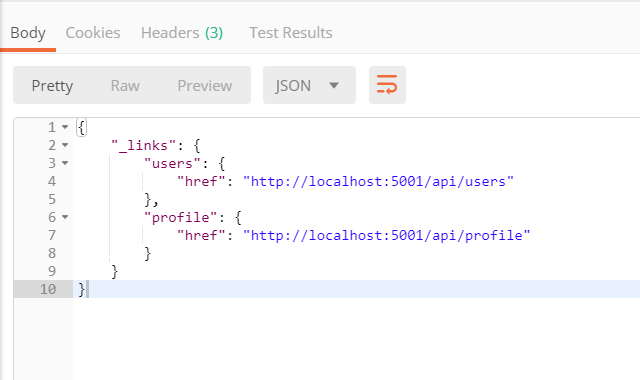 Body Cookies Headers (3) Test Results
Pretty Raw Preview JSON
1 {
2 "_links": {
3 "users": {
4 "href": "http://localhost:5001/api/users"
5 },
6 "profile": {
7 "href": "http://localhost:5001/api/profile"
8 }
9 }
10 }